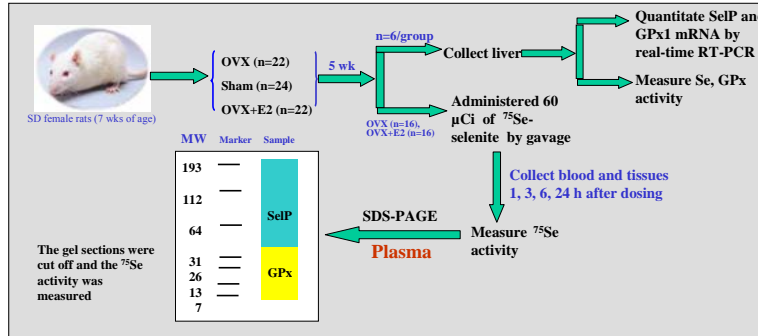 SD female rats (7 wks of age)
OVX (n=22)
Sham (n=24)
OVX+E2 (n=22)
5 wk
n=6/group
Collect liver
Quantitate SelP and
GPx1 mRNA by
real-time RT-PCR
Measure Se, GPx
activity
OVX (n=16),
OVX+E2 (n=16)
Administered 60
µCi of ⁷⁵Se-
selenite by gavage
Collect blood and tissues
1, 3, 6, 24 h after dosing
Measure ⁷⁵Se
activity
SDS-PAGE
Plasma
MW Marker Sample
193
112
64
31
26
13
7
SelP
GPx
The gel sections were
cut off and the ⁷⁵Se
activity was
measured